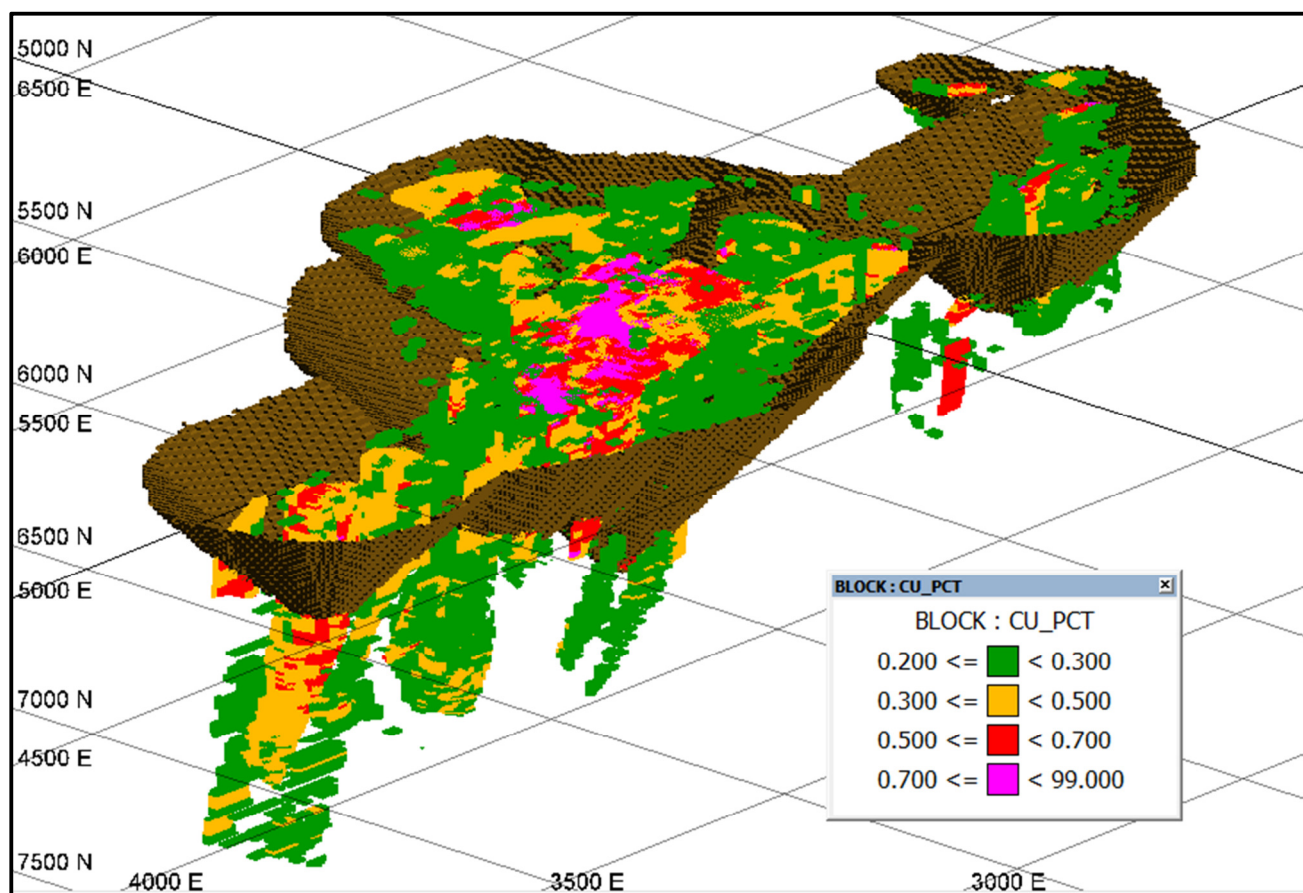 5000 N
6500 E
5500 N
6000 E
6000 N
5500 E
6500 N
5000 E
7000 N
4500 E
7500 N
4000 E
3500 E
3000 E
BLOCK : CU_PCT
BLOCK : CU_PCT
0.200 <= < 0.300
0.300 <= < 0.500
0.500 <= < 0.700
0.700 <= < 99.000